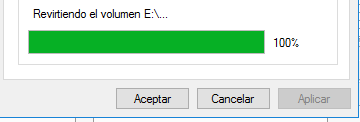 Revirtiendo el volumen E:\...
100%
Aceptar Cancelar Aplicar